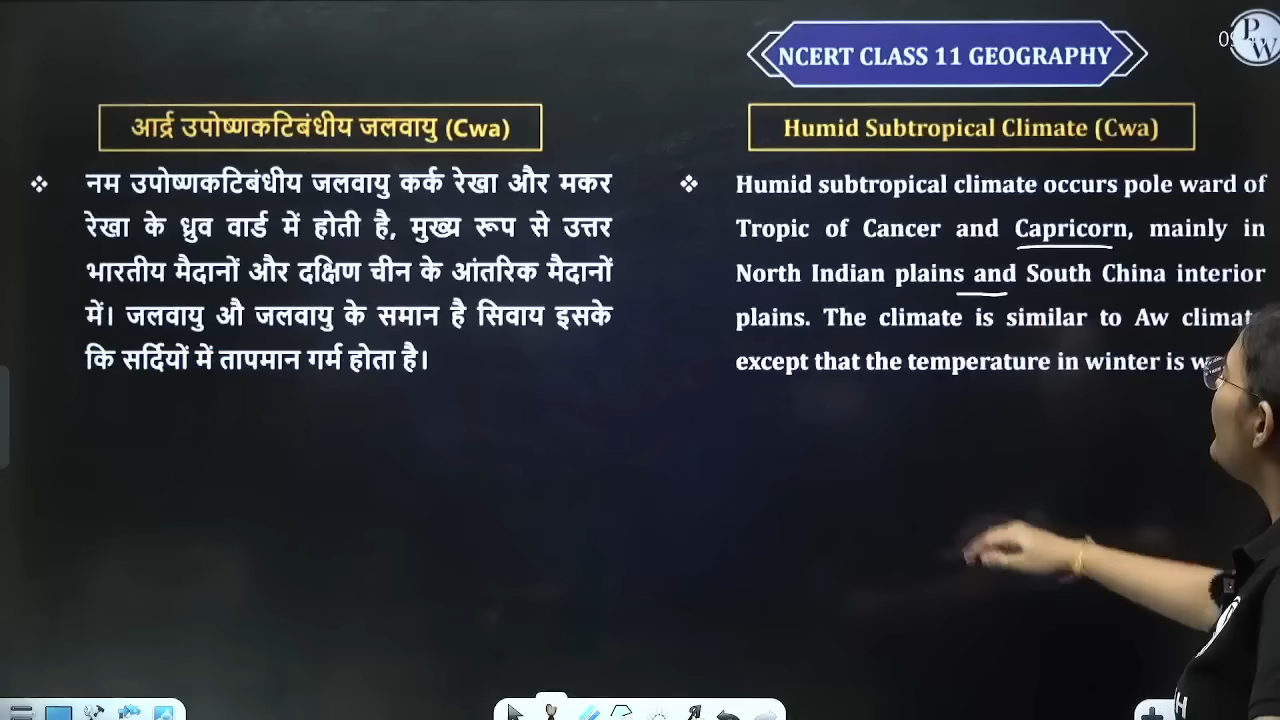 NCERT CLASS 11 GEOGRAPHY
PW
आर्द्र उपोष्णकटिबंधीय जलवायु (Cwa)
❖ नम उपोष्णकटिबंधीय जलवायु कर्क रेखा और मकर
रेखा के ध्रुव वार्ड में होती है, मुख्य रूप से उत्तर
भारतीय मैदानों और दक्षिण चीन के आंतरिक मैदानों
में। जलवायु औ जलवायु के समान है सिवाय इसके
कि सर्दियों में तापमान गर्म होता है।
Humid Subtropical Climate (Cwa)
❖ Humid subtropical climate occurs pole ward of
Tropic of Cancer and Capricorn, mainly in
North Indian plains and South China interior
plains. The climate is similar to Aw climat
except that the temperature in winter is